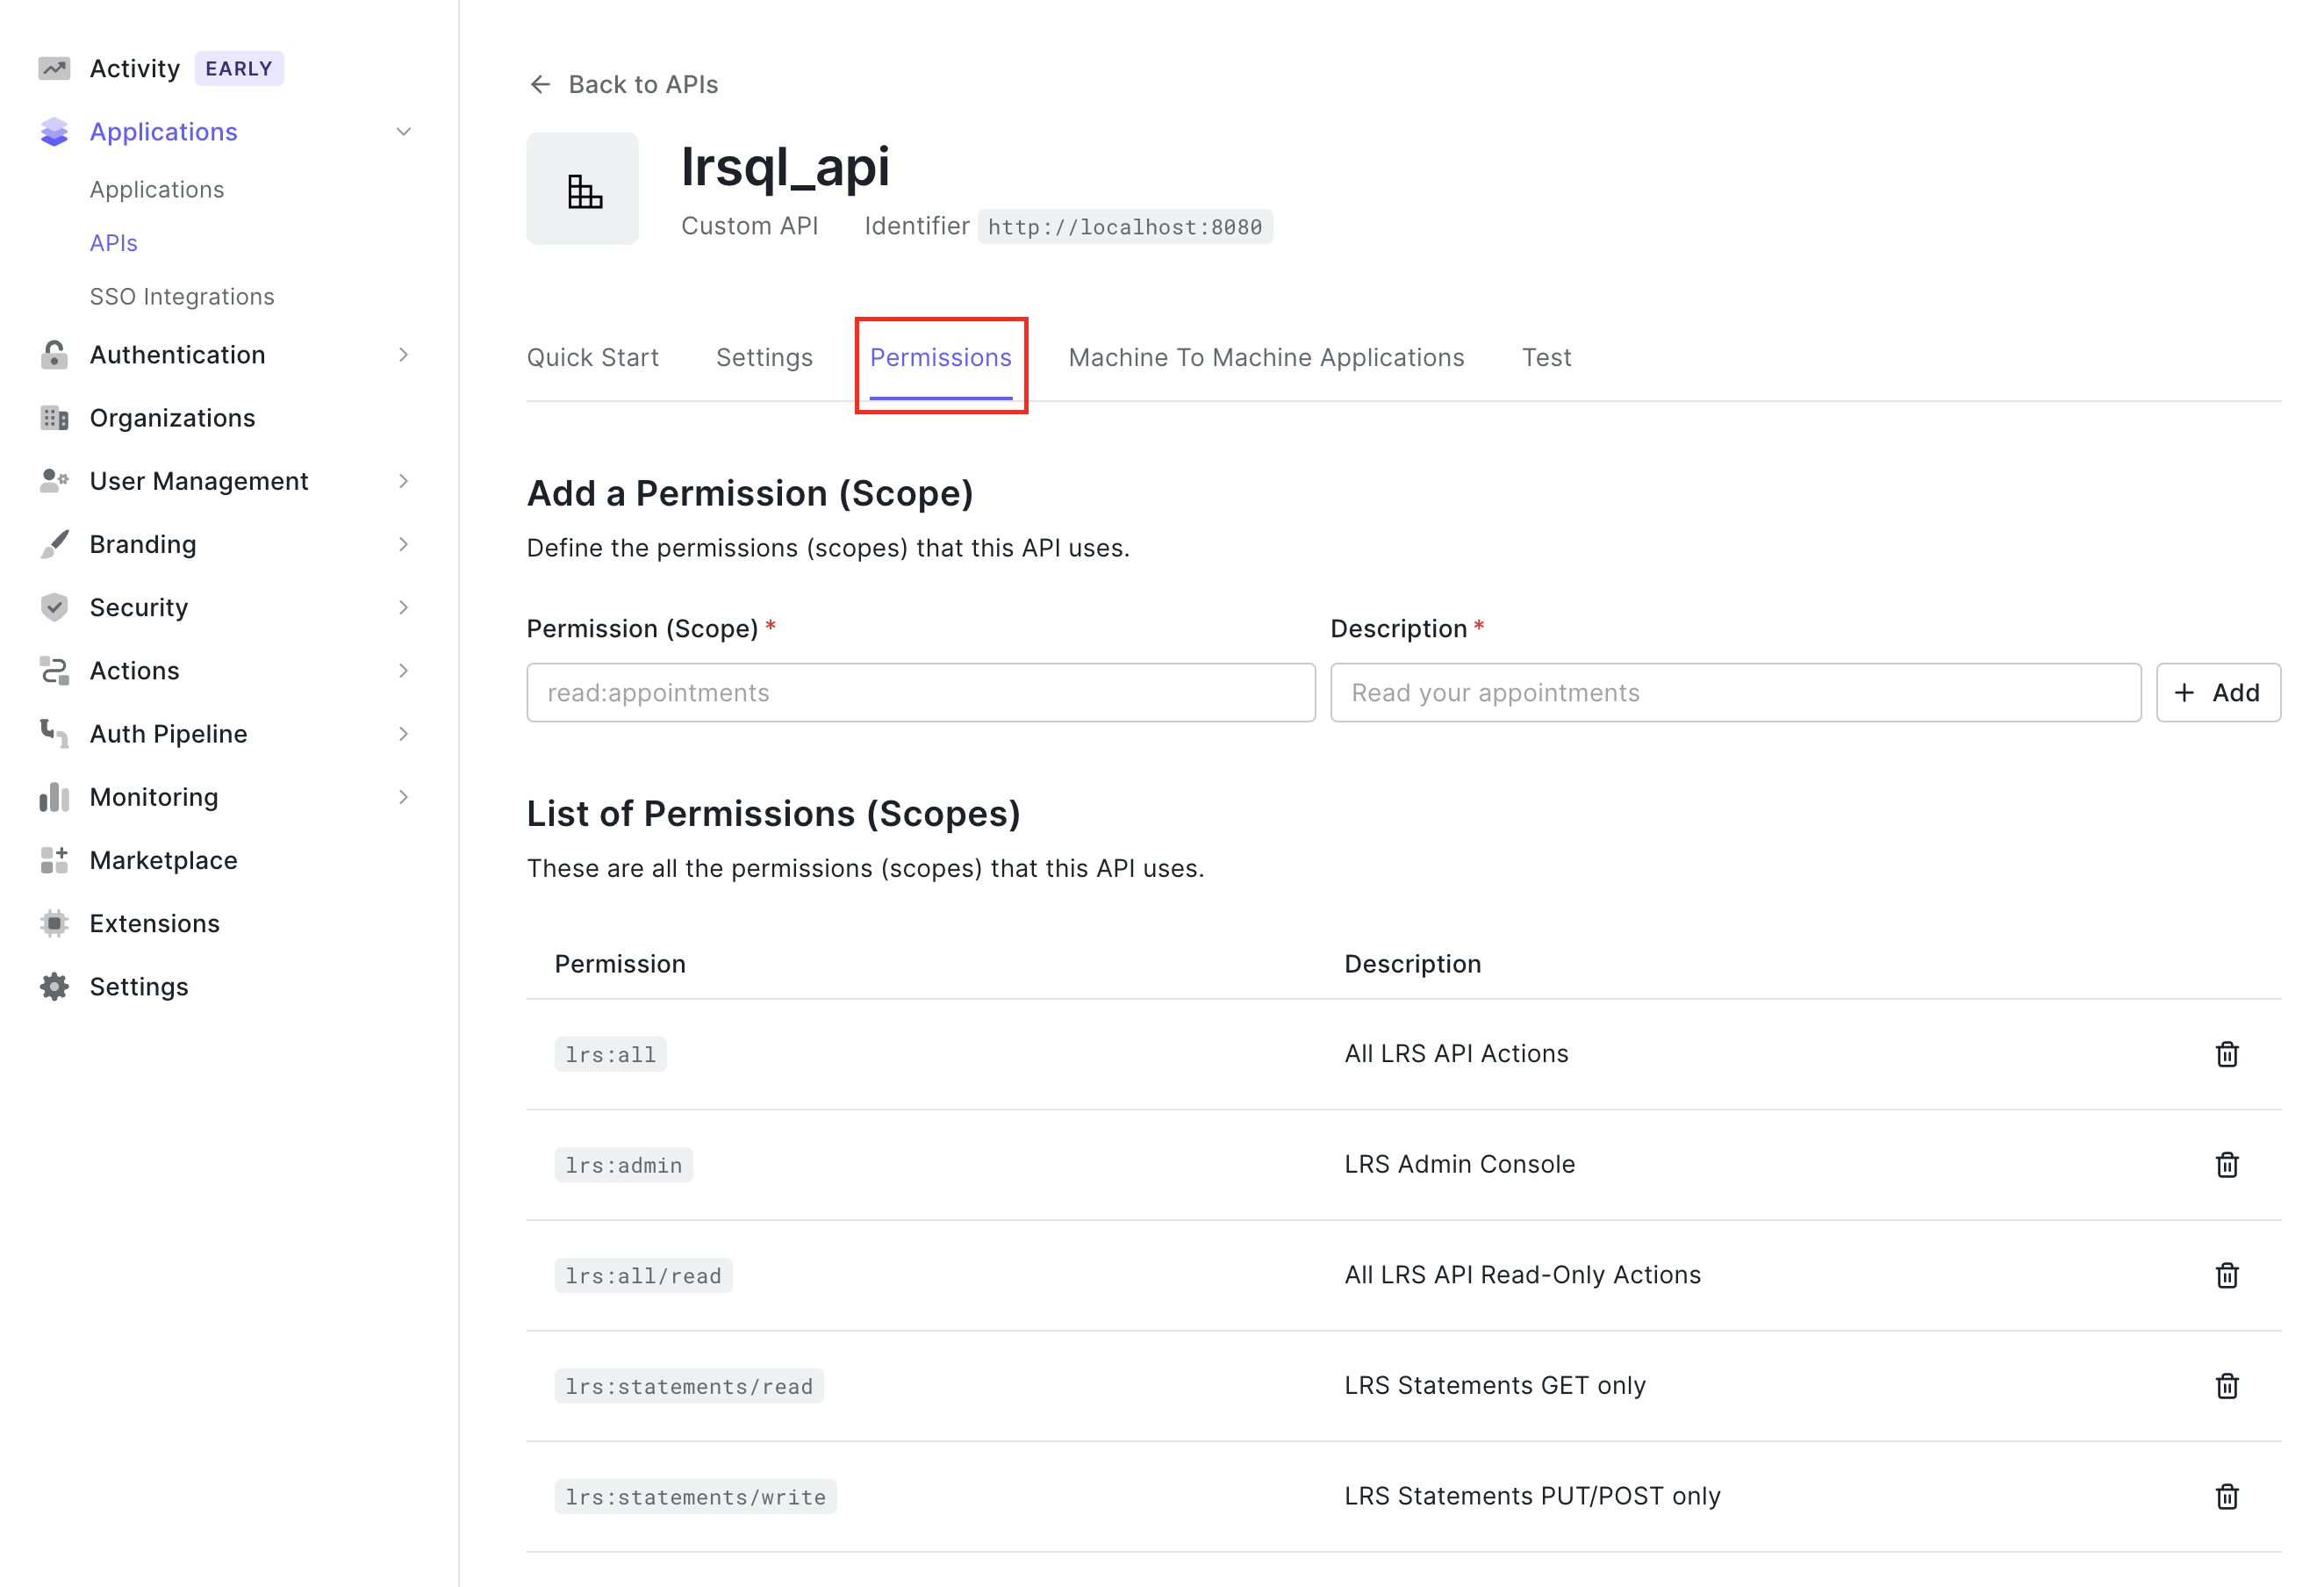 Activity EARLY
Applications
Applications
APIs
SSO Integrations
Authentication
Organizations
User Management
Branding
Security
Actions
Auth Pipeline
Monitoring
Marketplace
Extensions
Settings
Back to APIs
lrsql_api
Custom API Identifier http://localhost:8080
Quick Start Settings Permissions Machine To Machine Applications Test
Add a Permission (Scope)
Define the permissions (scopes) that this API uses.
Permission (Scope) * Description *
read:appointments Read your appointments + Add
List of Permissions (Scopes)
These are all the permissions (scopes) that this API uses.
Permission Description
lrs:all All LRS API Actions
lrs:admin LRS Admin Console
lrs:all/read All LRS API Read-Only Actions
lrs:statements/read LRS Statements GET only
lrs:statements/write LRS Statements PUT/POST only